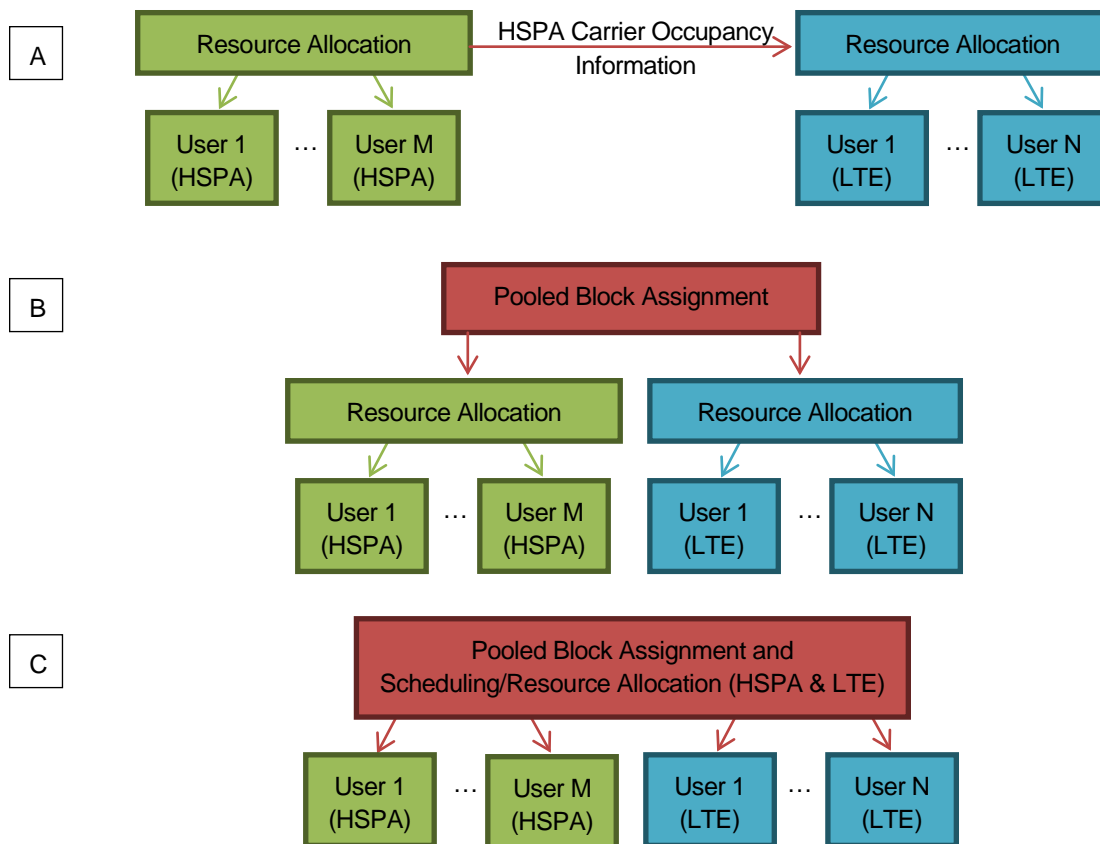 A
Resource Allocation
HSPA Carrier Occupancy
Information
Resource Allocation
User 1
(HSPA)
...
User M
(HSPA)
User 1
(LTE)
...
User N
(LTE)
B
Pooled Block Assignment
Resource Allocation
Resource Allocation
User 1
(HSPA)
...
User M
(HSPA)
User 1
(LTE)
...
User N
(LTE)
C
Pooled Block Assignment and
Scheduling/Resource Allocation (HSPA & LTE)
User 1
(HSPA)
...
User M
(HSPA)
User 1
(LTE)
...
User N
(LTE)